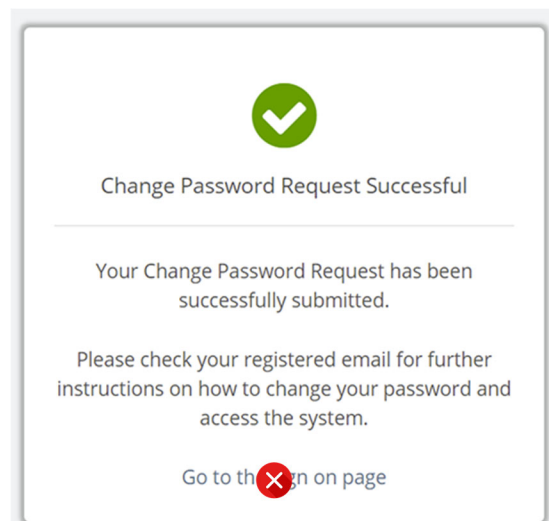 Change Password Request Successful
Your Change Password Request has been
successfully submitted.
Please check your registered email for further
instructions on how to change your password and
access the system.
Go to on page